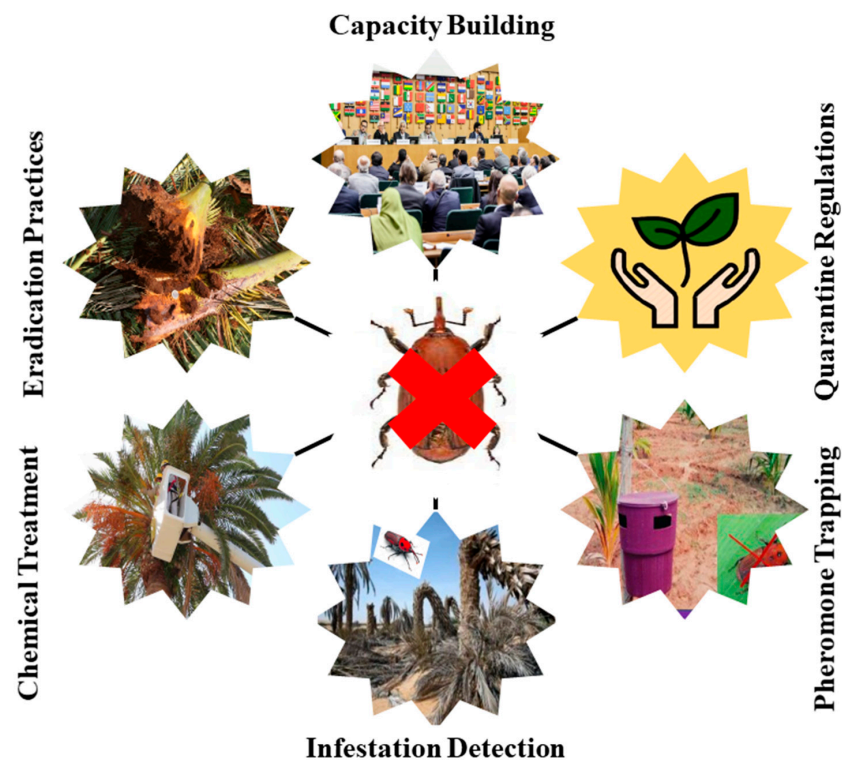 Capacity Building
Eradication Practices
Quarantine Regulations
Chemical Treatment
Pheromone Trapping
Infestation Detection